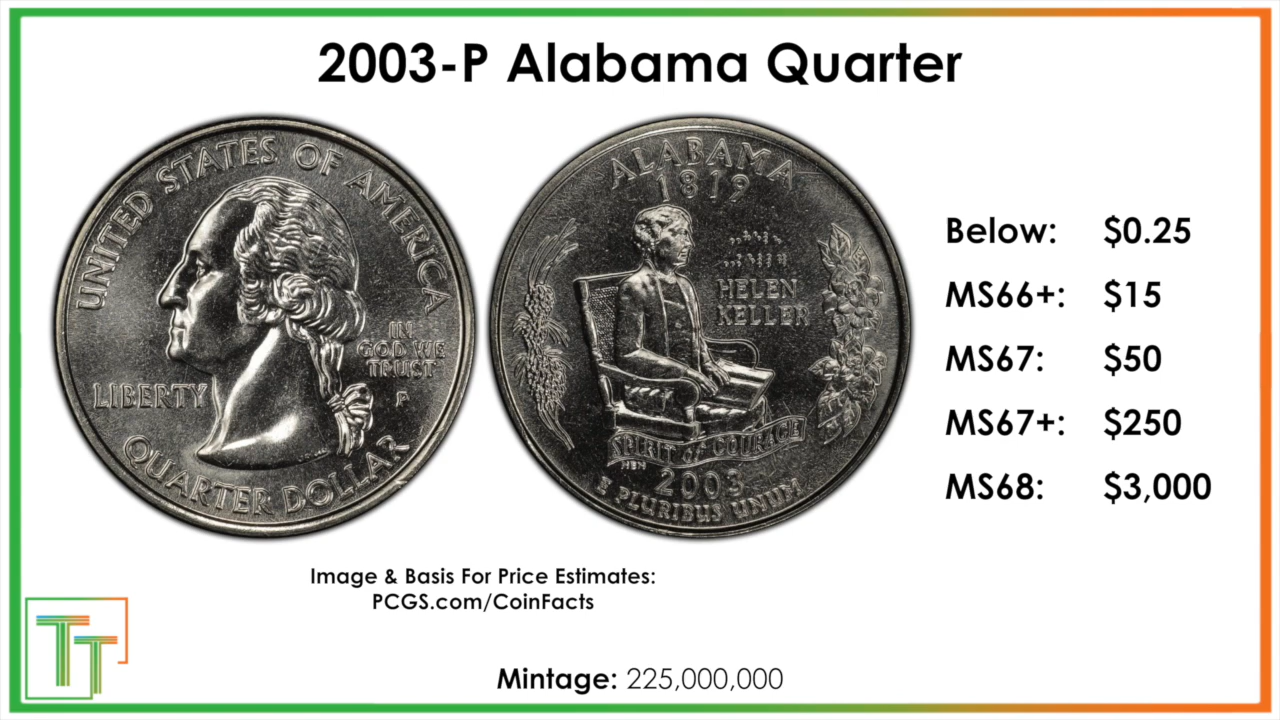 2003-P Alabama Quarter
UNITED STATES OF AMERICA
IN
GOD WE
TRUST
LIBERTY
P
QUARTER DOLLAR
ALABAMA
1819
HELEN
KELLER
SPIRIT of COURAGE
2003
E PLURIBUS UNUM
Below: $0.25
MS66+: $15
MS67: $50
MS67+: $250
MS68: $3,000
Image & Basis For Price Estimates:
PCGS.com/CoinFacts
TT
Mintage: 225,000,000